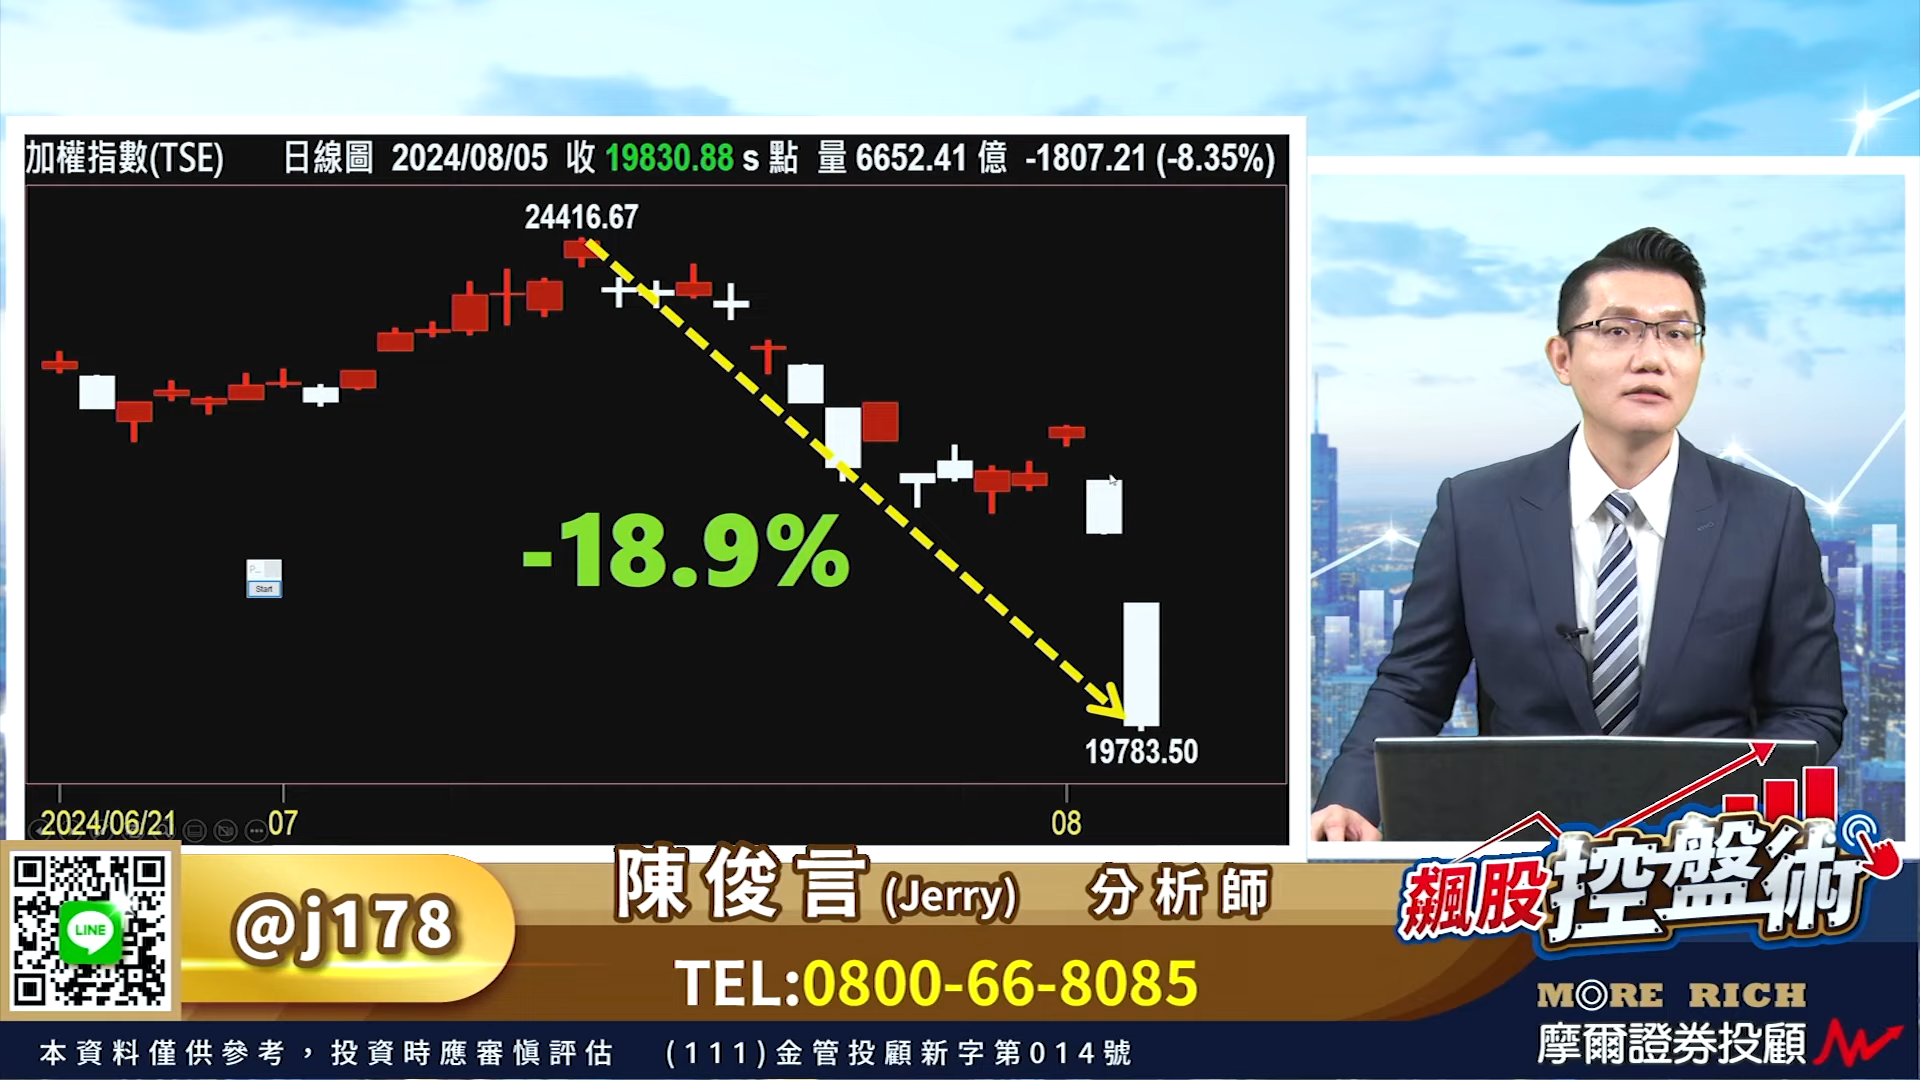 加權指數(TSE) 日線圖 2024/08/05 收 19830.88 s 點 量 6652.41 億 -1807.21 (-8.35%)
24416.67
-18.9%
Start
19783.50
2024/06/21 07 08
陳俊言 (Jerry) 分析師
@j178
LINE
TEL:0800-66-8085
飆股控盤術
MORE RICH
摩爾證券投顧
本資料僅供參考，投資時應審慎評估 (111)金管投顧新字第014號